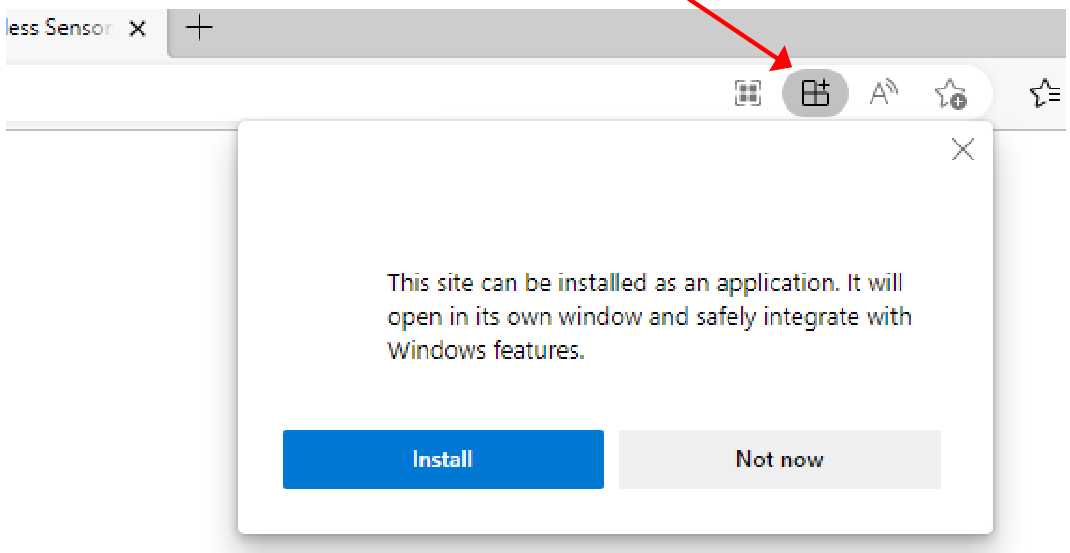 less Sensor
This site can be installed as an application. It will
open in its own window and safely integrate with
Windows features.
Install
Not now